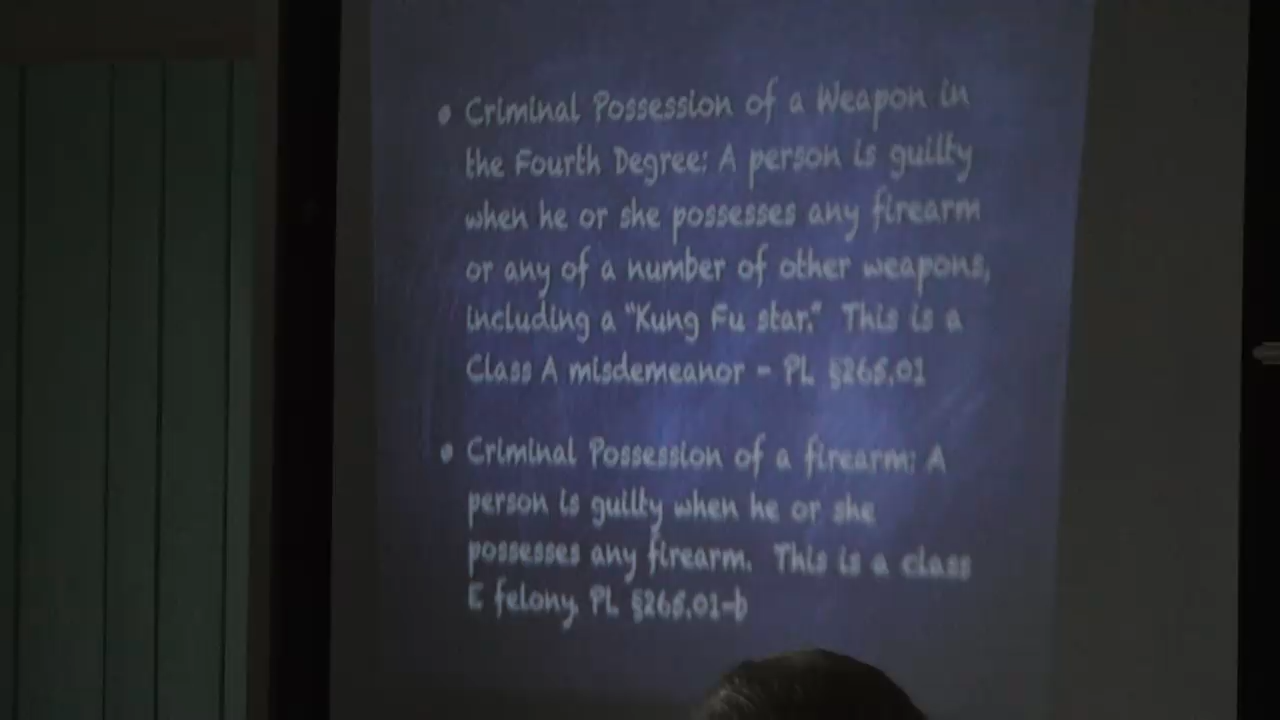 • Criminal Possession of a Weapon in
the Fourth Degree: A person is guilty
when he or she possesses any firearm
or any of a number of other weapons,
including a "Kung Fu star." This is a
Class A misdemeanor - PL §265.01
• Criminal Possession of a firearm: A
person is guilty when he or she
possesses any firearm. This is a class
E felony. PL §265.01-b